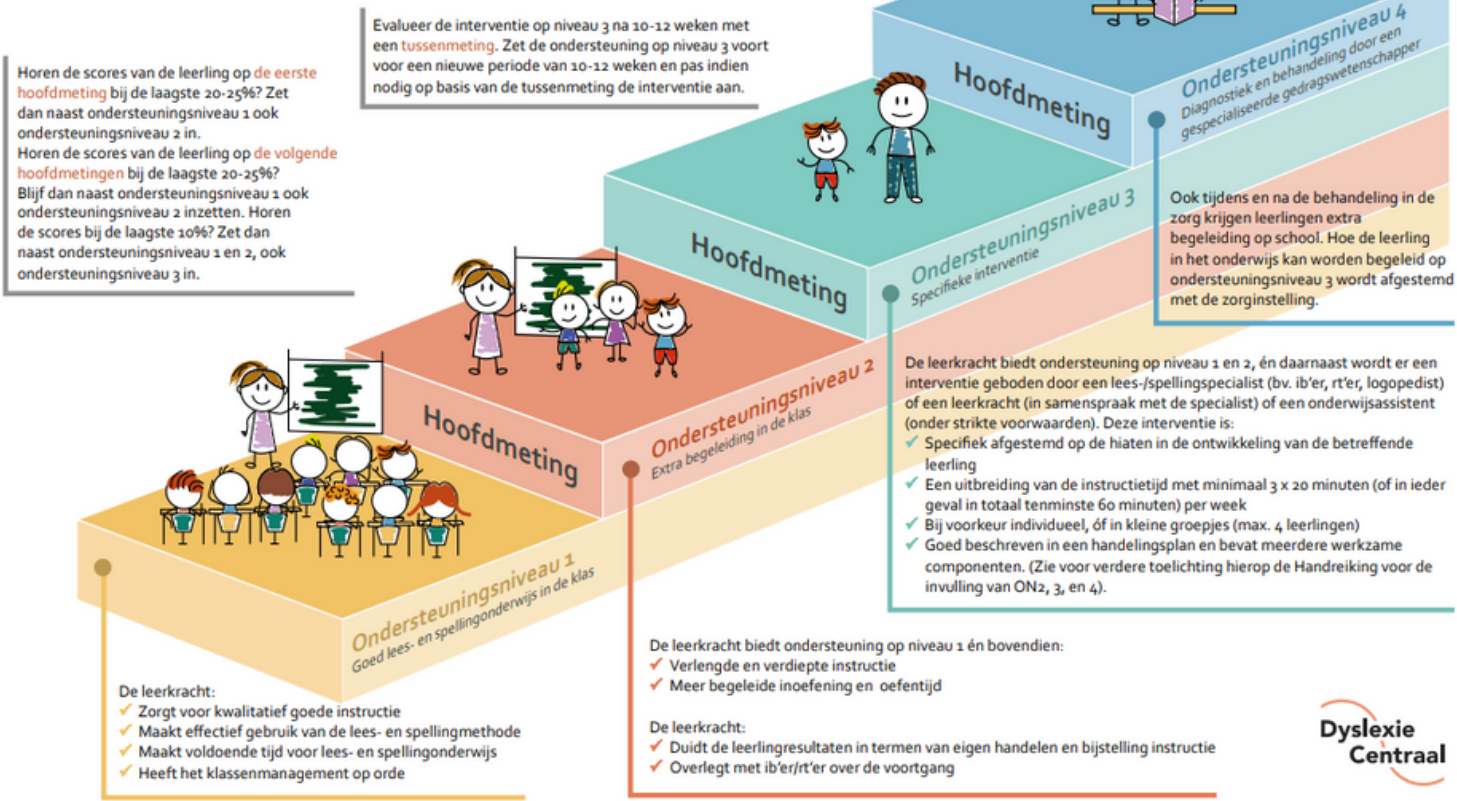 Horen de scores van de leerling op de eerste
hoofdmeting bij de laagste 20-25%? Zet
dan naast ondersteuningsniveau 1 ook
ondersteuningsniveau 2 in.
Horen de scores van de leerling op de volgende
hoofdmetingen bij de laagste 20-25%?
Blijf dan naast ondersteuningsniveau 1 ook
ondersteuningsniveau 2 inzetten. Horen
de scores bij de laagste 10%? Zet dan
naast ondersteuningsniveau 1 en 2, ook
ondersteuningsniveau 3 in.
Evalueer de interventie op niveau 3 na 10-12 weken met
een tussenmeting. Zet de ondersteuning op niveau 3 voort
voor een nieuwe periode van 10-12 weken en pas indien
nodig op basis van de tussenmeting de interventie aan.
Hoofdmeting
Ondersteuningsniveau 4
Diagnostiek en behandeling door een
gespecialiseerde gedragswetenschapper
Ook tijdens en na de behandeling in de
zorg krijgen leerlingen extra
begeleiding op school. Hoe de leerling
in het onderwijs kan worden begeleid op
ondersteuningsniveau 3 wordt afgestemd
met de zorginstelling.
Hoofdmeting
Ondersteuningsniveau 3
Specifieke interventie
De leerkracht biedt ondersteuning op niveau 1 en 2, én daarnaast wordt er een
interventie geboden door een lees-/spellingspecialist (bv. ib'er, rt'er, logopedist)
of een leerkracht (in samenspraak met de specialist) of een onderwijsassistent
(onder strikte voorwaarden). Deze interventie is:
✓ Specifiek afgestemd op de hiaten in de ontwikkeling van de betreffende
leerling
✓ Een uitbreiding van de instructietijd met minimaal 3 x 20 minuten (of in ieder
geval in totaal tenminste 60 minuten) per week
✓ Bij voorkeur individueel, óf in kleine groepjes (max. 4 leerlingen)
✓ Goed beschreven in een handelingsplan en bevat meerdere werkzame
componenten. (Zie voor verdere toelichting hierop de Handreiking voor de
invulling van ON2, 3, en 4).
Hoofdmeting
Ondersteuningsniveau 2
Extra begeleiding in de klas
De leerkracht biedt ondersteuning op niveau 1 én bovendien:
✓ Verlengde en verdiepte instructie
✓ Meer begeleide inoefening en oefentijd
De leerkracht:
✓ Duidt de leerlingresultaten in termen van eigen handelen en bijstelling instructie
✓ Overlegt met ib'er/rt'er over de voortgang
Ondersteuningsniveau 1
Goed lees- en spellingonderwijs in de klas
De leerkracht:
✓ Zorgt voor kwalitatief goede instructie
✓ Maakt effectief gebruik van de lees- en spellingmethode
✓ Maakt voldoende tijd voor lees- en spellingonderwijs
✓ Heeft het klassenmanagement op orde
Dyslexie
Centraal